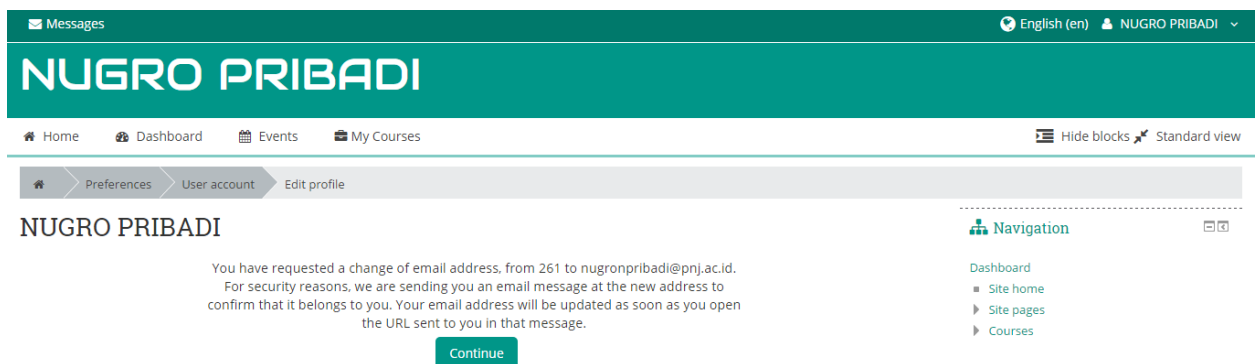 Messages English (en) NUGRO PRIBADI
NUGRO PRIBADI
Home Dashboard Events My Courses Hide blocks Standard view
Preferences User account Edit profile
NUGRO PRIBADI
You have requested a change of email address, from 261 to nugronpribadi@pnj.ac.id.
For security reasons, we are sending you an email message at the new address to
confirm that it belongs to you. Your email address will be updated as soon as you open
the URL sent to you in that message.
Continue
Navigation
Dashboard
Site home
Site pages
Courses